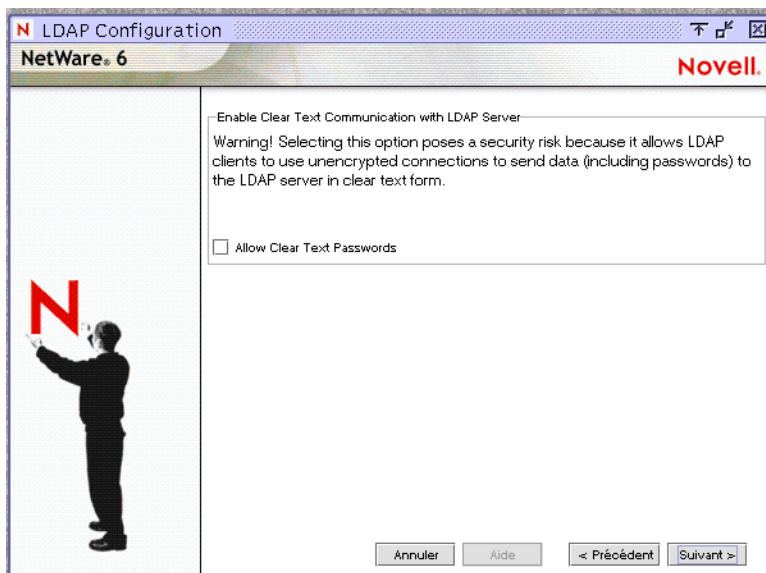 N LDAP Configuration
NetWare® 6
Novell.
Enable Clear Text Communication with LDAP Server
Warning! Selecting this option poses a security risk because it allows LDAP
clients to use unencrypted connections to send data (including passwords) to
the LDAP server in clear text form.
Allow Clear Text Passwords
N
Annuler
Aide
< Précédent
Suivant >